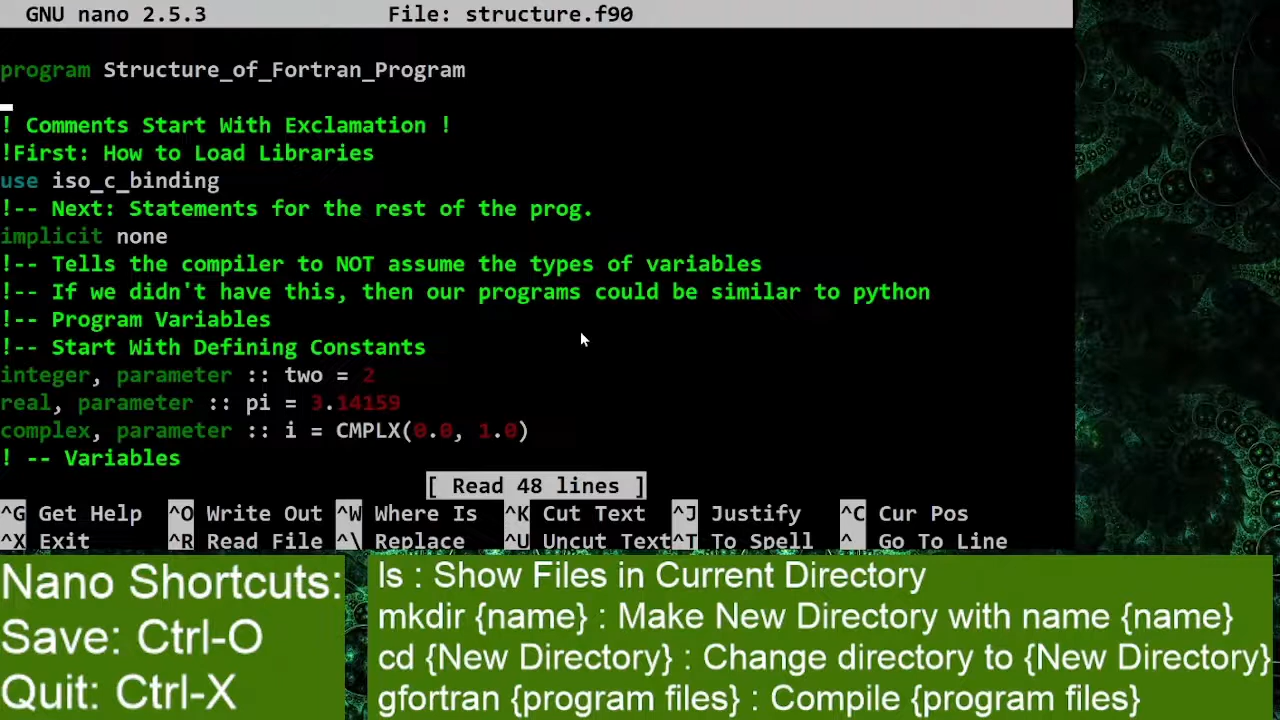 GNU nano 2.5.3 File: structure.f90
program Structure_of_Fortran_Program
! Comments Start With Exclamation !
!First: How to Load Libraries
use iso_c_binding
!-- Next: Statements for the rest of the prog.
implicit none
!-- Tells the compiler to NOT assume the types of variables
!-- If we didn't have this, then our programs could be similar to python
!-- Program Variables
!-- Start With Defining Constants
integer, parameter :: two = 2
real, parameter :: pi = 3.14159
complex, parameter :: i = CMPLX(0.0, 1.0)
! -- Variables
[ Read 48 lines ]
^G Get Help ^O Write Out ^W Where Is ^K Cut Text ^J Justify ^C Cur Pos
^X Exit ^R Read File ^\ Replace ^U Uncut Text ^T To Spell ^_ Go To Line
Nano Shortcuts:
Save: Ctrl-O
Quit: Ctrl-X
ls : Show Files in Current Directory
mkdir {name} : Make New Directory with name {name}
cd {New Directory} : Change directory to {New Directory}
gfortran {program files} : Compile {program files}